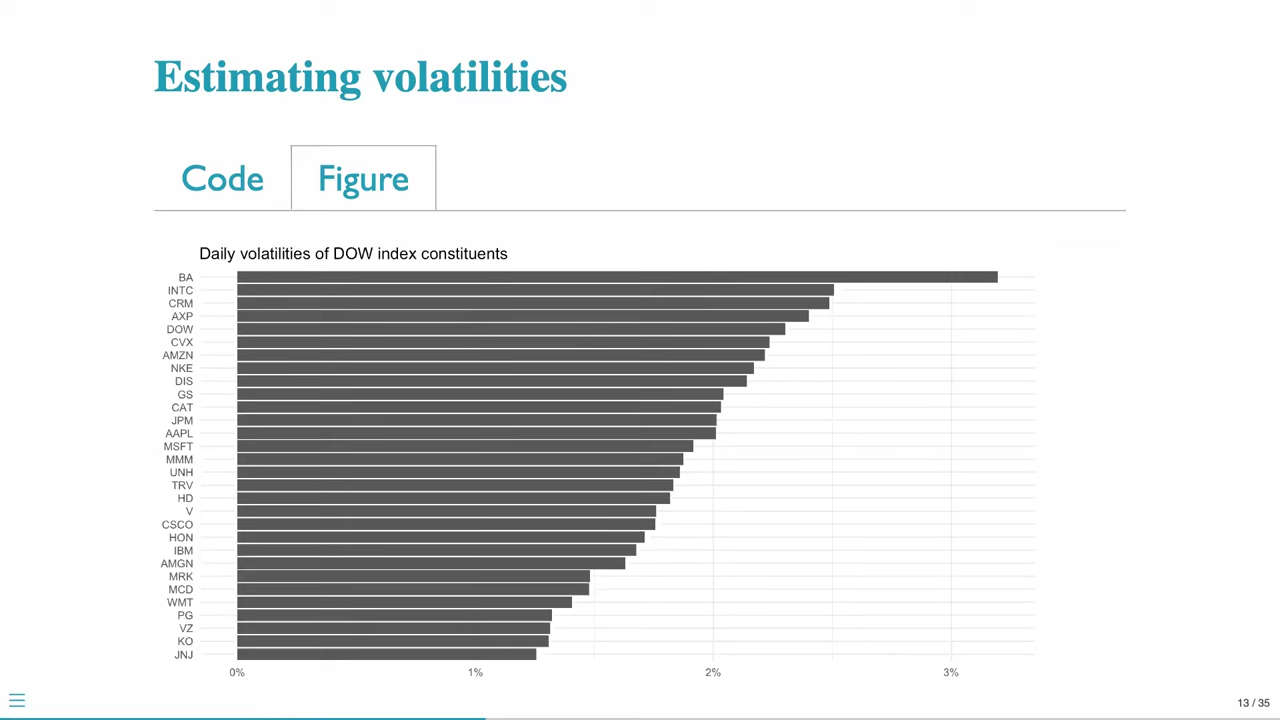 Estimating volatilities
Code
Figure
Daily volatilities of DOW index constituents
BA
INTC
CRM
AXP
DOW
CVX
AMZN
NKE
DIS
GS
CAT
JPM
AAPL
MSFT
MMM
UNH
TRV
HD
V
CSCO
HON
IBM
AMGN
MRK
MCD
WMT
PG
VZ
KO
JNJ
0% 1% 2% 3%
13 / 35